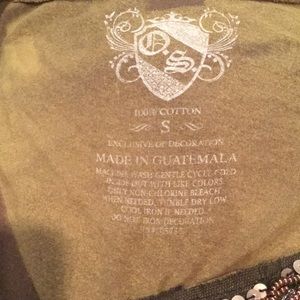 O.S.
100% COTTON
S
EXCLUSIVE OF DECORATION
MADE IN GUATEMALA
MACHINE WASH GENTLE CYCLE COLD
INSIDE OUT WITH LIKE COLORS
ONLY NON-CHLORINE BLEACH
WHEN NEEDED, TUMBLE DRY LOW
COOL IRON IF NEEDED
DO NOT IRON DECORATION